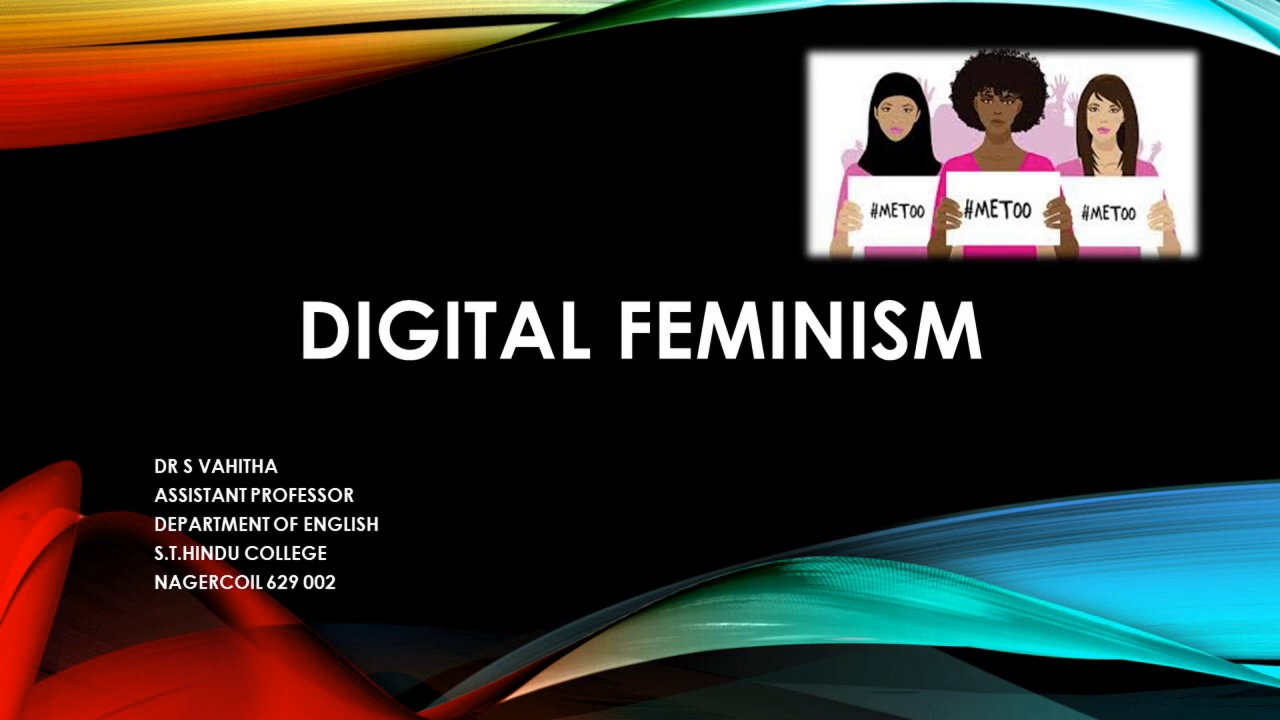 #METOO #METOO #METOO
DIGITAL FEMINISM
DR S VAHITHA
ASSISTANT PROFESSOR
DEPARTMENT OF ENGLISH
S.T.HINDU COLLEGE
NAGERCOIL 629 002